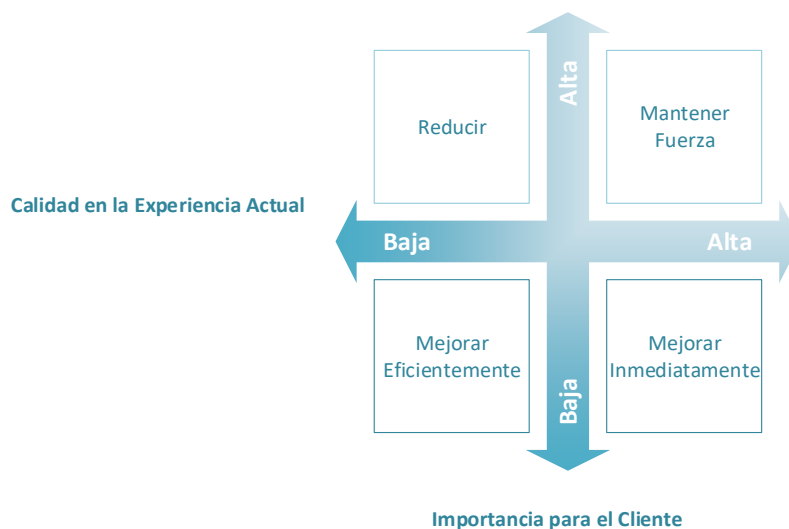 Alta
Reducir
Mantener
Fuerza
Calidad en la Experiencia Actual
Baja
Alta
Mejorar
Eficientemente
Mejorar
Inmediatamente
Baja
Importancia para el Cliente